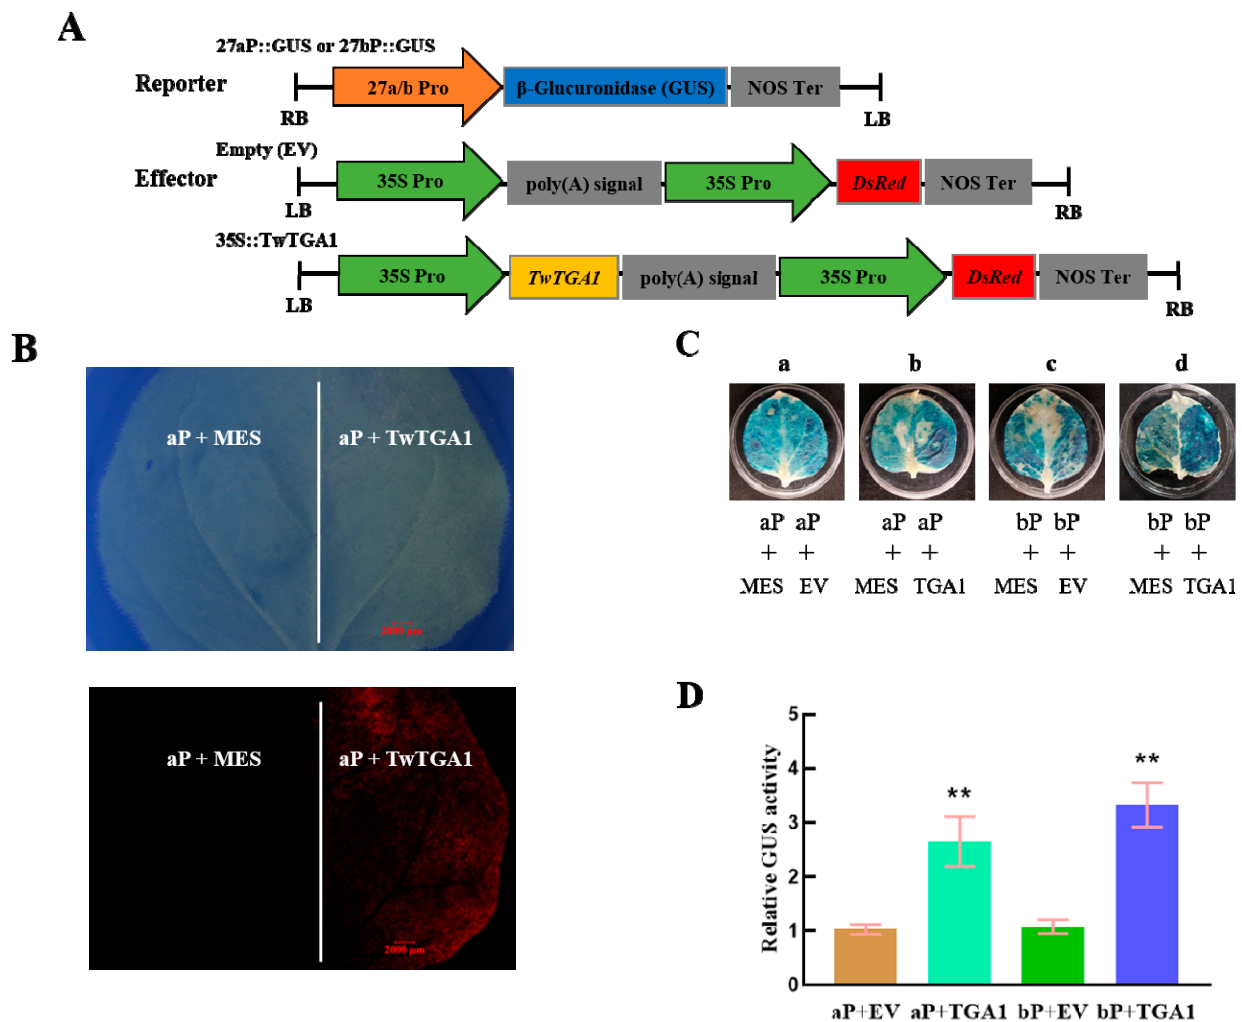 A
27aP::GUS or 27bP::GUS
Reporter
27a/b Pro
β-Glucuronidase (GUS)
NOS Ter
RB
LB
Empty (EV)
Effector
35S Pro
poly(A) signal
35S Pro
DsRed
NOS Ter
LB
RB
35S::TwTGA1
35S Pro
TwTGA1
poly(A) signal
35S Pro
DsRed
NOS Ter
LB
RB
B
aP + MES
aP + TwTGA1
aP + MES
aP + TwTGA1
2000 μm
C
a
b
c
d
aP aP
+ +
MES EV
aP aP
+ +
MES TGA1
bP bP
+ +
MES EV
bP bP
+ +
MES TGA1
D
Relative GUS activity
5
4
3
2
1
0
**
**
aP+EV
aP+TGA1
bP+EV
bP+TGA1